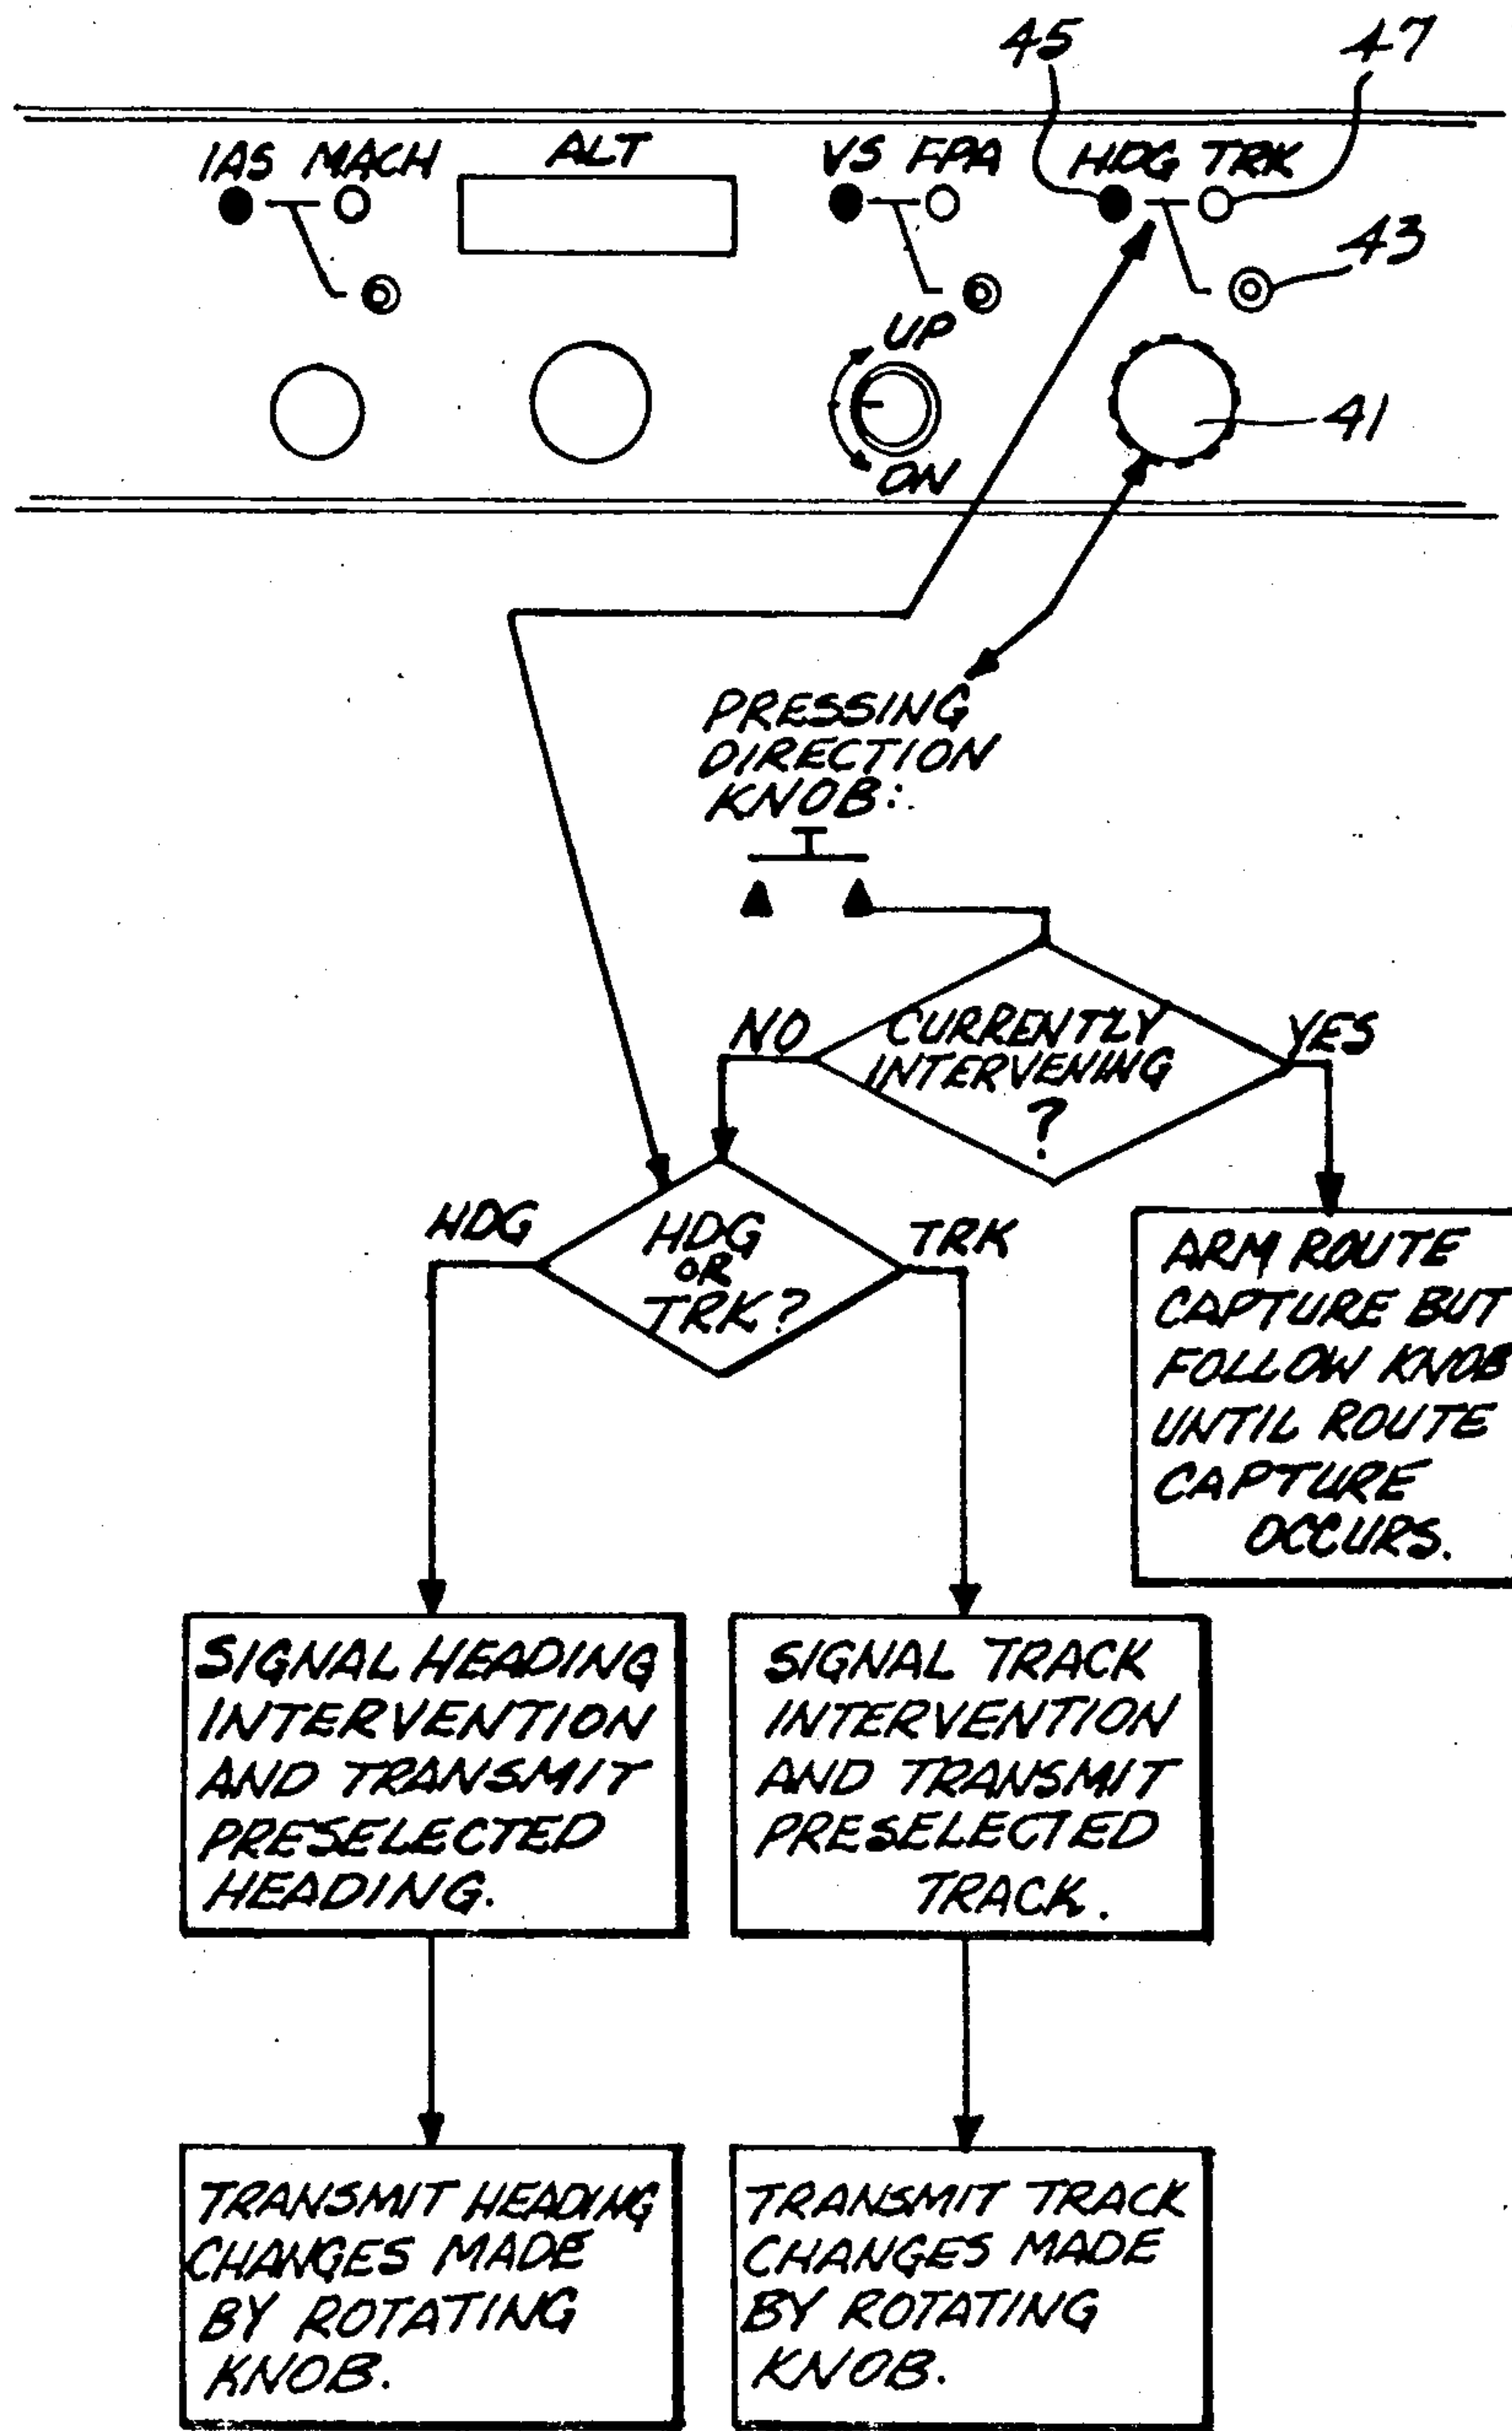 45 47
IAS MACH ALT VS FPA HDG TRK
43
UP
41
DN
PRESSING
DIRECTION
KNOB:
NO CURRENTLY YES
INTERVENING
?
HDG HDG TRK
OR
TRK?
ARM ROUTE
CAPTURE BUT
FOLLOW KNOB
UNTIL ROUTE
CAPTURE
OCCURS.
SIGNAL HEADING
INTERVENTION
AND TRANSMIT
PRESELECTED
HEADING.
SIGNAL TRACK
INTERVENTION
AND TRANSMIT
PRESELECTED
TRACK.
TRANSMIT HEADING
CHANGES MADE
BY ROTATING
KNOB.
TRANSMIT TRACK
CHANGES MADE
BY ROTATING
KNOB.